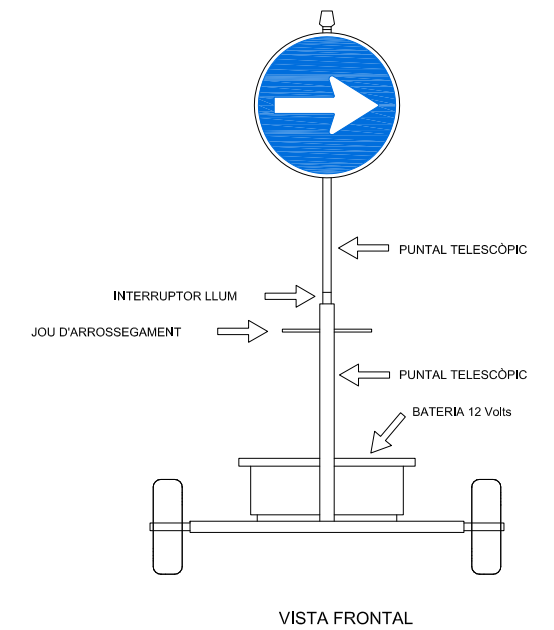 PUNTAL TELESCÒPIC
INTERRUPTOR LLUM
JOU D'ARROSSEGAMENT
PUNTAL TELESCÒPIC
BATERIA 12 Volts
VISTA FRONTAL